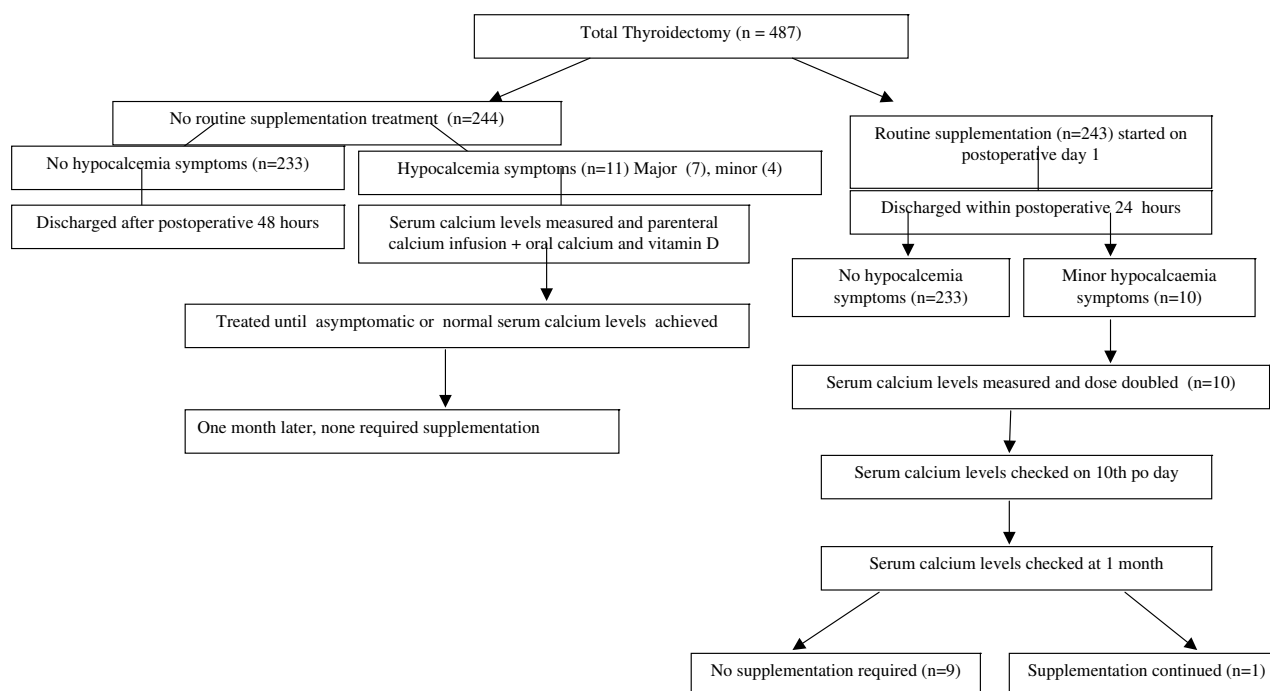 Total Thyroidectomy (n = 487)
No routine supplementation treatment (n=244)
Routine supplementation (n=243) started on
postoperative day 1
No hypocalcemia symptoms (n=233)
Hypocalcemia symptoms (n=11) Major (7), minor (4)
Discharged after postoperative 48 hours
Serum calcium levels measured and parenteral
calcium infusion + oral calcium and vitamin D
Discharged within postoperative 24 hours
No hypocalcemia
symptoms (n=233)
Minor hypocalcaemia
symptoms (n=10)
Treated until asymptomatic or normal serum calcium levels achieved
Serum calcium levels measured and dose doubled (n=10)
One month later, none required supplementation
Serum calcium levels checked on 10th po day
Serum calcium levels checked at 1 month
No supplementation required (n=9)
Supplementation continued (n=1)